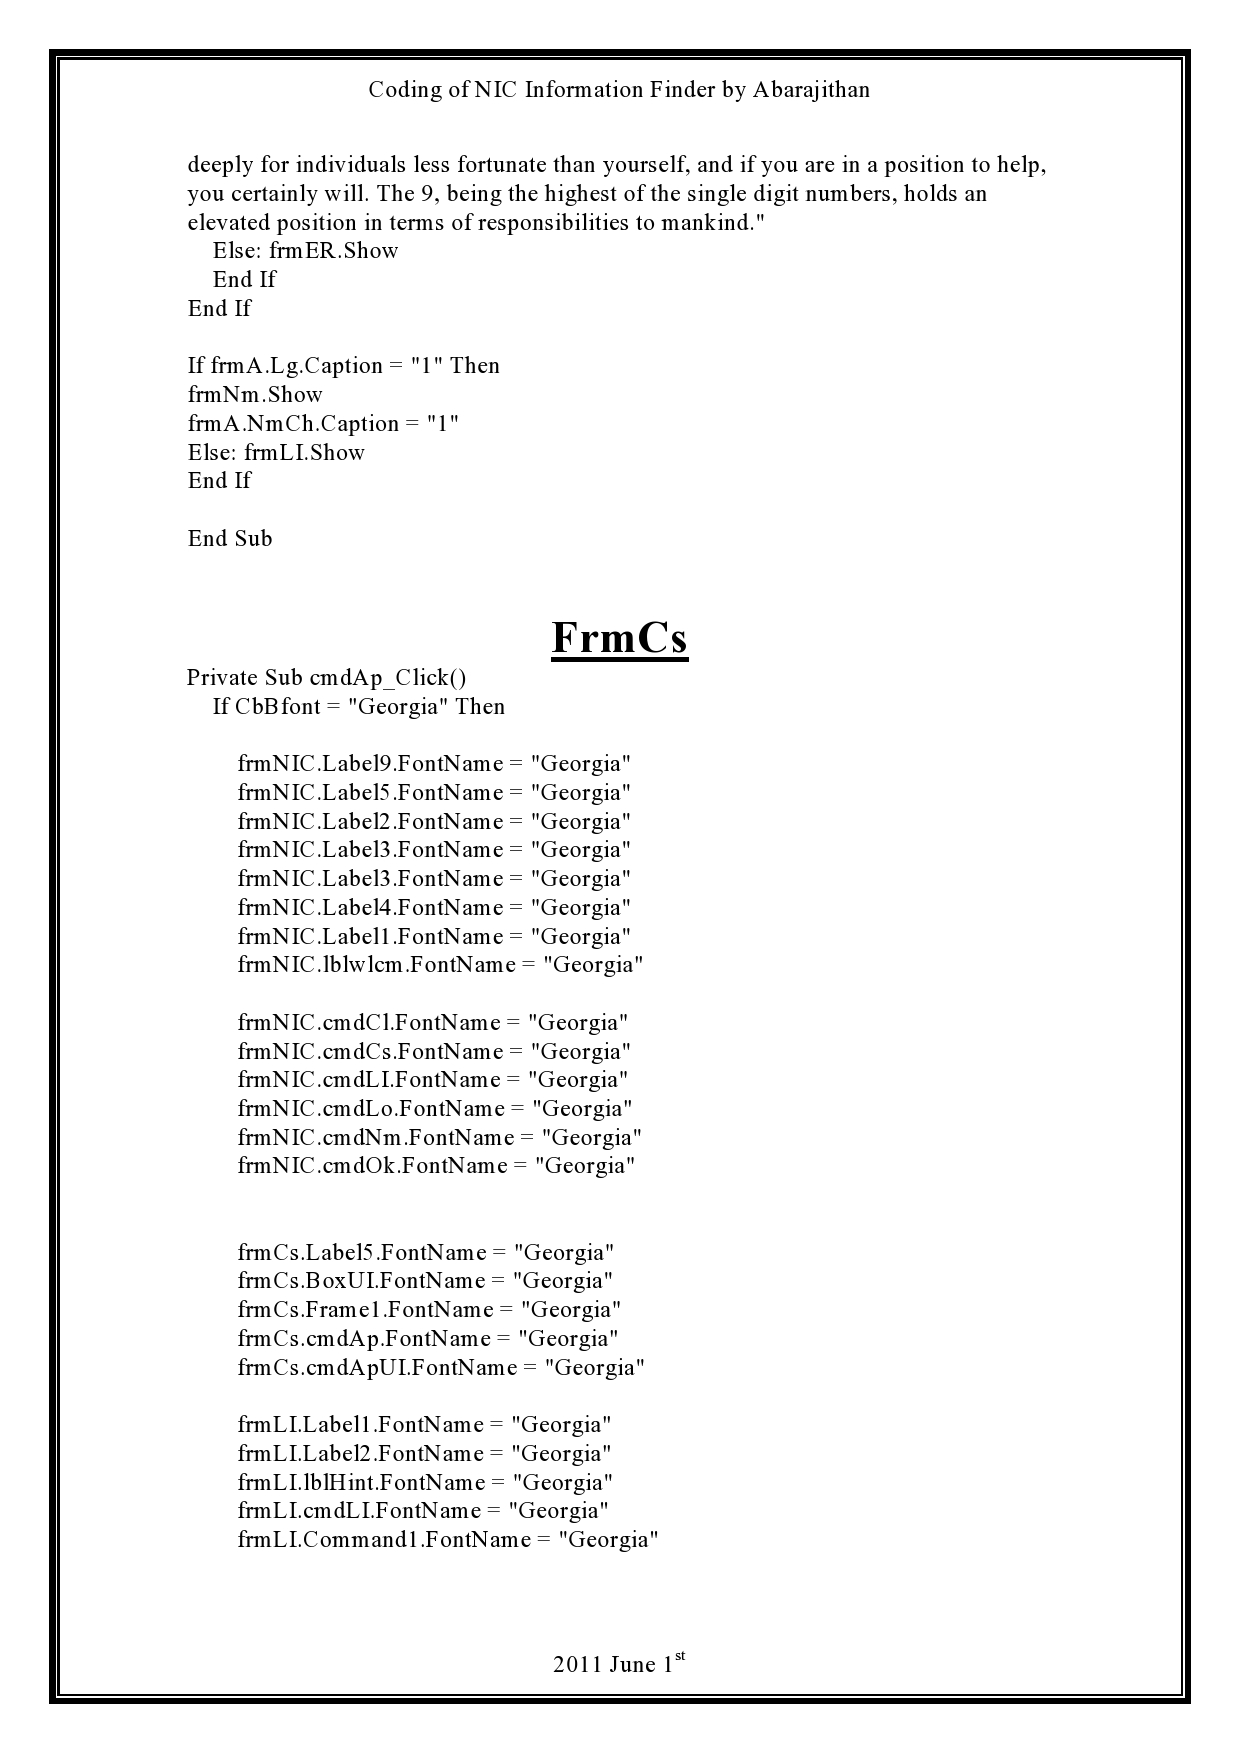 Coding of NIC Information Finder by Abarajithan
deeply for individuals less fortunate than yourself, and if you are in a position to help,
you certainly will. The 9, being the highest of the single digit numbers, holds an
elevated position in terms of responsibilities to mankind."
Else: frmER.Show
End If
End If
If frmA.Lg.Caption = "1" Then
frmNm.Show
frmA.NmCh.Caption = "1"
Else: frmLI.Show
End If
End Sub
FrmCs
Private Sub cmdAp_Click()
If CbBfont = "Georgia" Then
frmNIC.Label9.FontName = "Georgia"
frmNIC.Label5.FontName = "Georgia"
frmNIC.Label2.FontName = "Georgia"
frmNIC.Label3.FontName = "Georgia"
frmNIC.Label3.FontName = "Georgia"
frmNIC.Label4.FontName = "Georgia"
frmNIC.Label1.FontName = "Georgia"
frmNIC.lblwlcm.FontName = "Georgia"
frmNIC.cmdCl.FontName = "Georgia"
frmNIC.cmdCs.FontName = "Georgia"
frmNIC.cmdLI.FontName = "Georgia"
frmNIC.cmdLo.FontName = "Georgia"
frmNIC.cmdNm.FontName = "Georgia"
frmNIC.cmdOk.FontName = "Georgia"
frmCs.Label5.FontName = "Georgia"
frmCs.BoxUI.FontName = "Georgia"
frmCs.Frame1.FontName = "Georgia"
frmCs.cmdAp.FontName = "Georgia"
frmCs.cmdApUI.FontName = "Georgia"
frmLI.Label1.FontName = "Georgia"
frmLI.Label2.FontName = "Georgia"
frmLI.lblHint.FontName = "Georgia"
frmLI.cmdLI.FontName = "Georgia"
frmLI.Command1.FontName = "Georgia"
2011 June 1st